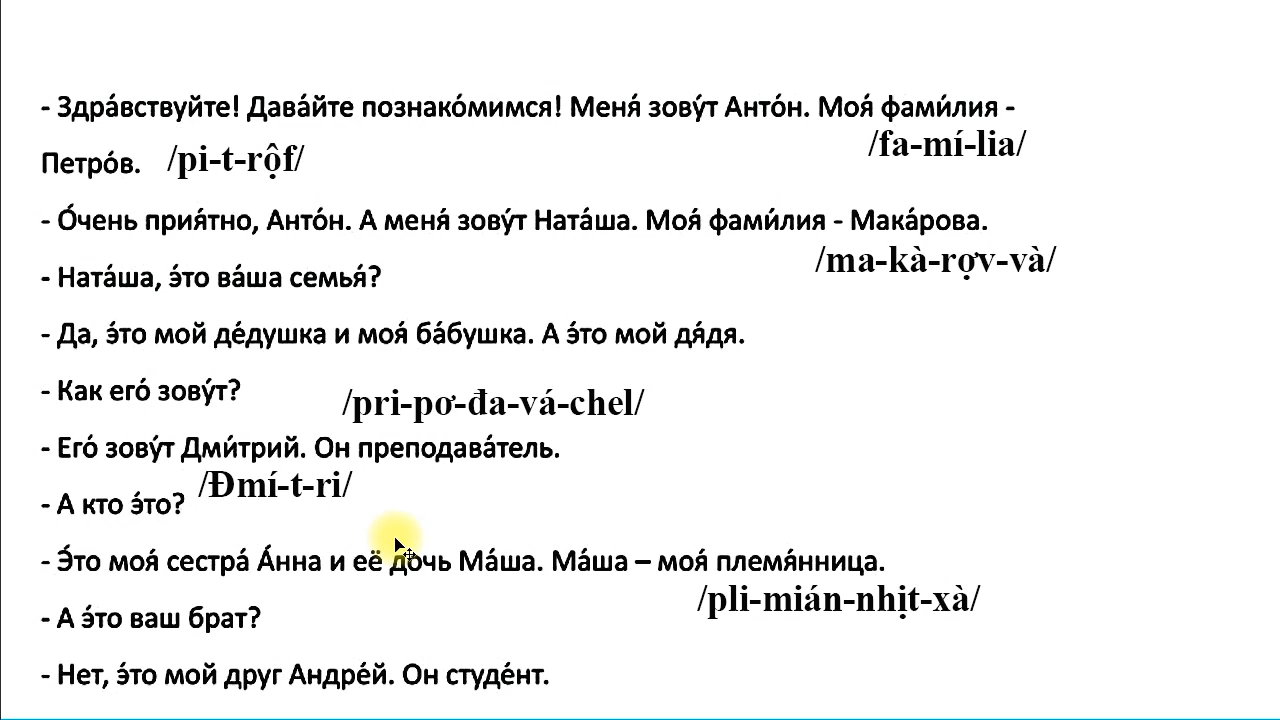 - Здра́вствуйте! Дава́йте познако́мимся! Меня́ зову́т Анто́н. Моя́ фами́лия -
/fa-mí-lia/
Петро́в. /pi-t-rộf/
- О́чень прия́тно, Анто́н. А меня́ зову́т Ната́ша. Моя́ фами́лия - Мака́рова.
/ma-kà-rợv-và/
- Ната́ша, э́то ва́ша семья́?
- Да, э́то мой де́душка и моя́ ба́бушка. А э́то мой дя́дя.
- Как его́ зову́т?
/pri-pơ-đa-vá-chel/
- Его́ зову́т Дми́трий. Он преподава́тель.
/Đmí-t-ri/
- А кто э́то?
- Э́то моя́ сестра́ А́нна и её дочь Ма́ша. Ма́ша – моя́ племя́нница.
/pli-mián-nhịt-xà/
- А э́то ваш брат?
- Нет, э́то мой друг Андре́й. Он студе́нт.